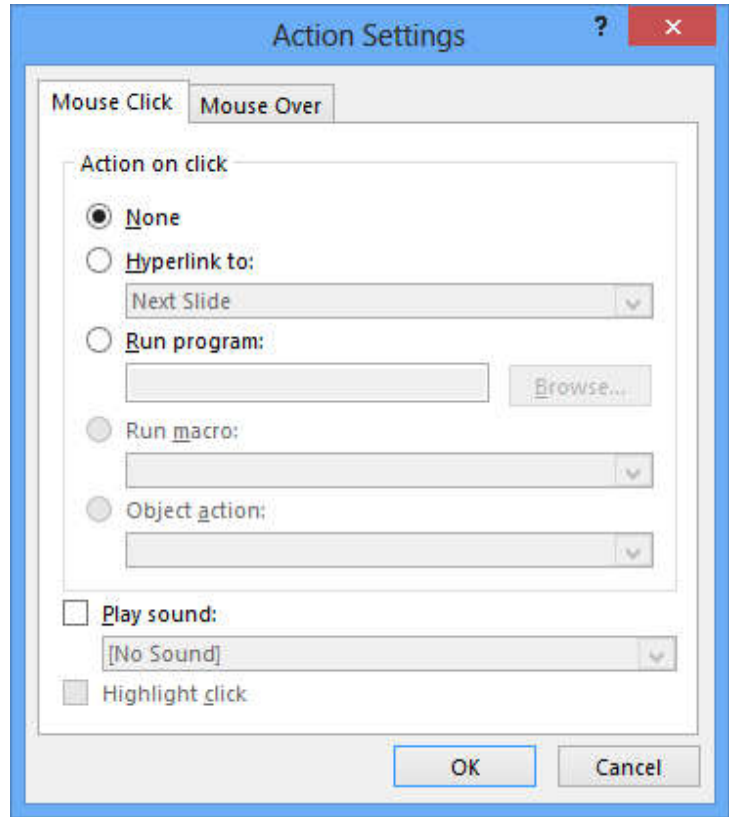 Action Settings ? ×
Mouse Click Mouse Over
Action on click
None
Hyperlink to:
Next Slide
Run program:
Browse...
Run macro:
Object action:
Play sound:
[No Sound]
Highlight click
OK Cancel